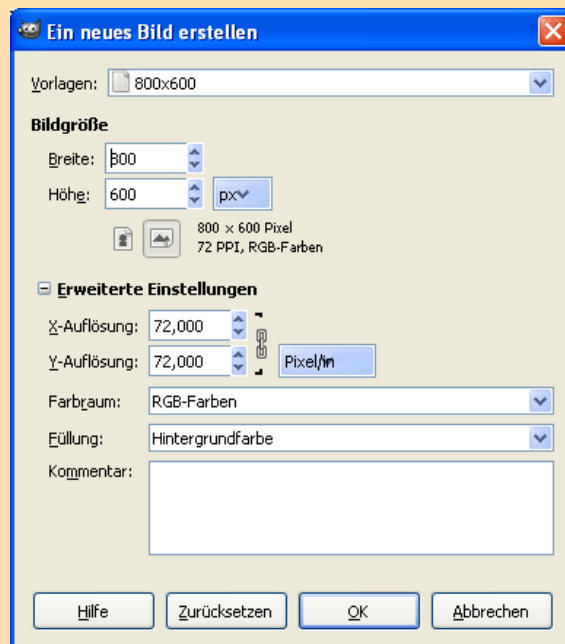 Ein neues Bild erstellen
Vorlagen: 800x600
Bildgröße
Breite: 800
Höhe: 600 px
800 × 600 Pixel
72 PPI, RGB-Farben
Erweiterte Einstellungen
X-Auflösung: 72,000
Y-Auflösung: 72,000 Pixel/in
Farbraum: RGB-Farben
Füllung: Hintergrundfarbe
Kommentar:
Hilfe Zurücksetzen OK Abbrechen